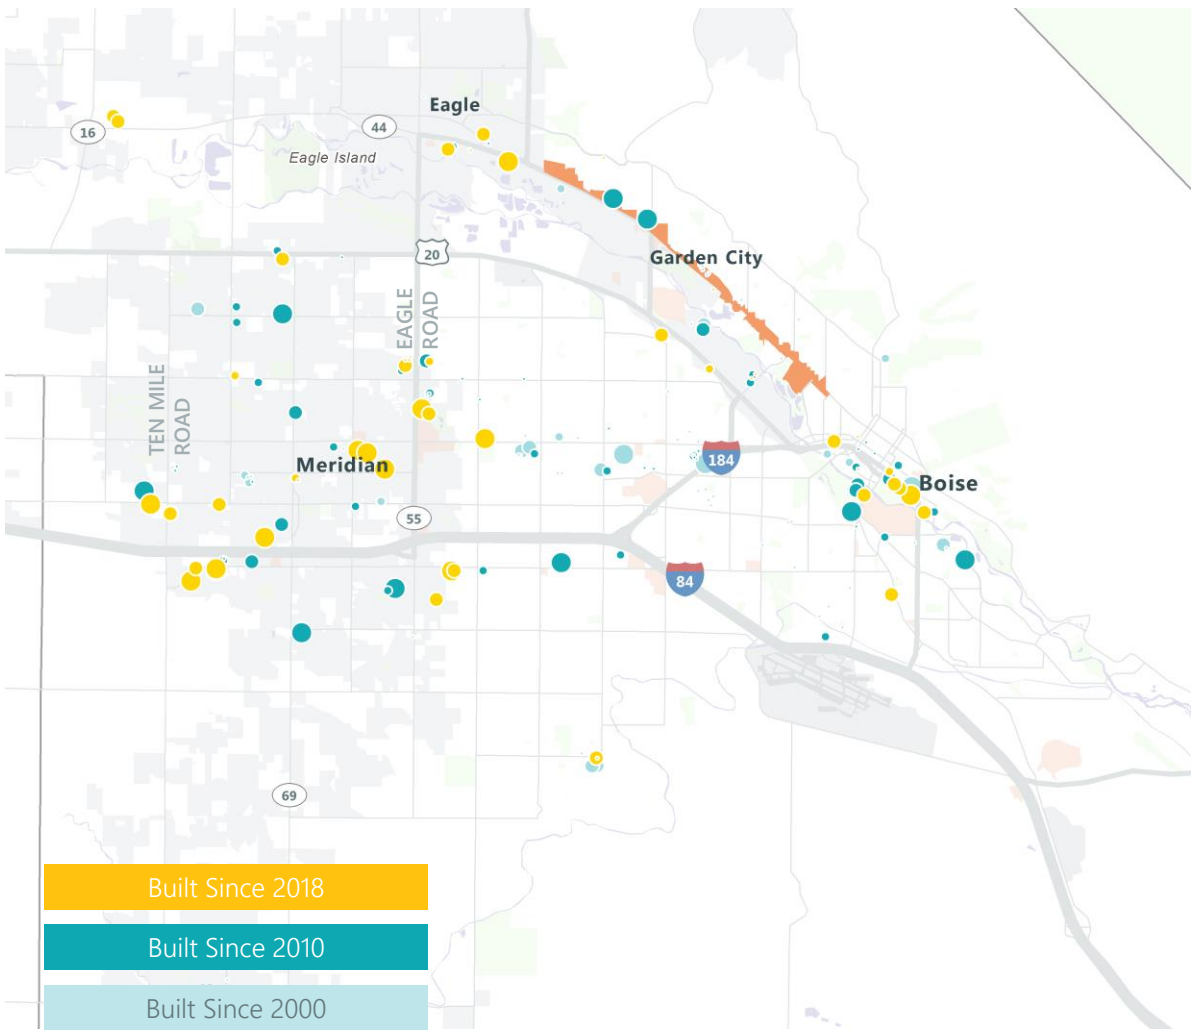 Eagle
16
44
Eagle Island
20
Garden City
EAGLE
ROAD
TEN MILE
ROAD
Meridian
184
Boise
55
84
69
Built Since 2018
Built Since 2010
Built Since 2000